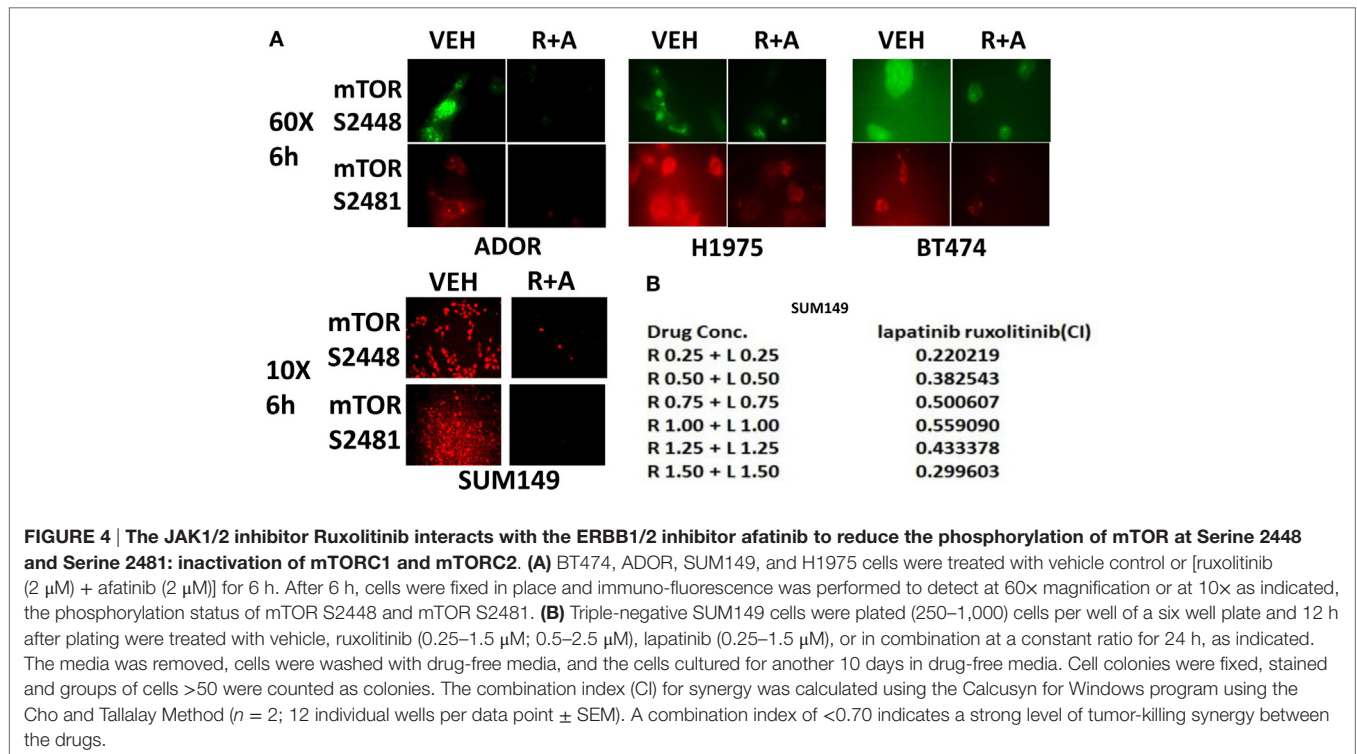 A
VEH R+A VEH R+A VEH R+A
60X
6h
mTOR
S2448
mTOR
S2481
ADOR H1975 BT474
VEH R+A
10X
6h
mTOR
S2448
mTOR
S2481
SUM149
B
SUM149
Drug Conc. lapatinib ruxolitinib(CI)
R 0.25 + L 0.25 0.220219
R 0.50 + L 0.50 0.382543
R 0.75 + L 0.75 0.500607
R 1.00 + L 1.00 0.559090
R 1.25 + L 1.25 0.433378
R 1.50 + L 1.50 0.299603
FIGURE 4 | The JAK1/2 inhibitor Ruxolitinib interacts with the ERBB1/2 inhibitor afatinib to reduce the phosphorylation of mTOR at Serine 2448
and Serine 2481: inactivation of mTORC1 and mTORC2. (A) BT474, ADOR, SUM149, and H1975 cells were treated with vehicle control or [ruxolitinib
(2 μM) + afatinib (2 μM)] for 6 h. After 6 h, cells were fixed in place and immuno-fluorescence was performed to detect at 60× magnification or at 10× as indicated,
the phosphorylation status of mTOR S2448 and mTOR S2481. (B) Triple-negative SUM149 cells were plated (250–1,000) cells per well of a six well plate and 12 h
after plating were treated with vehicle, ruxolitinib (0.25–1.5 μM; 0.5–2.5 μM), lapatinib (0.25–1.5 μM), or in combination at a constant ratio for 24 h, as indicated.
The media was removed, cells were washed with drug-free media, and the cells cultured for another 10 days in drug-free media. Cell colonies were fixed, stained
and groups of cells >50 were counted as colonies. The combination index (CI) for synergy was calculated using the Calcusyn for Windows program using the
Cho and Tallalay Method (n = 2; 12 individual wells per data point ± SEM). A combination index of <0.70 indicates a strong level of tumor-killing synergy between
the drugs.